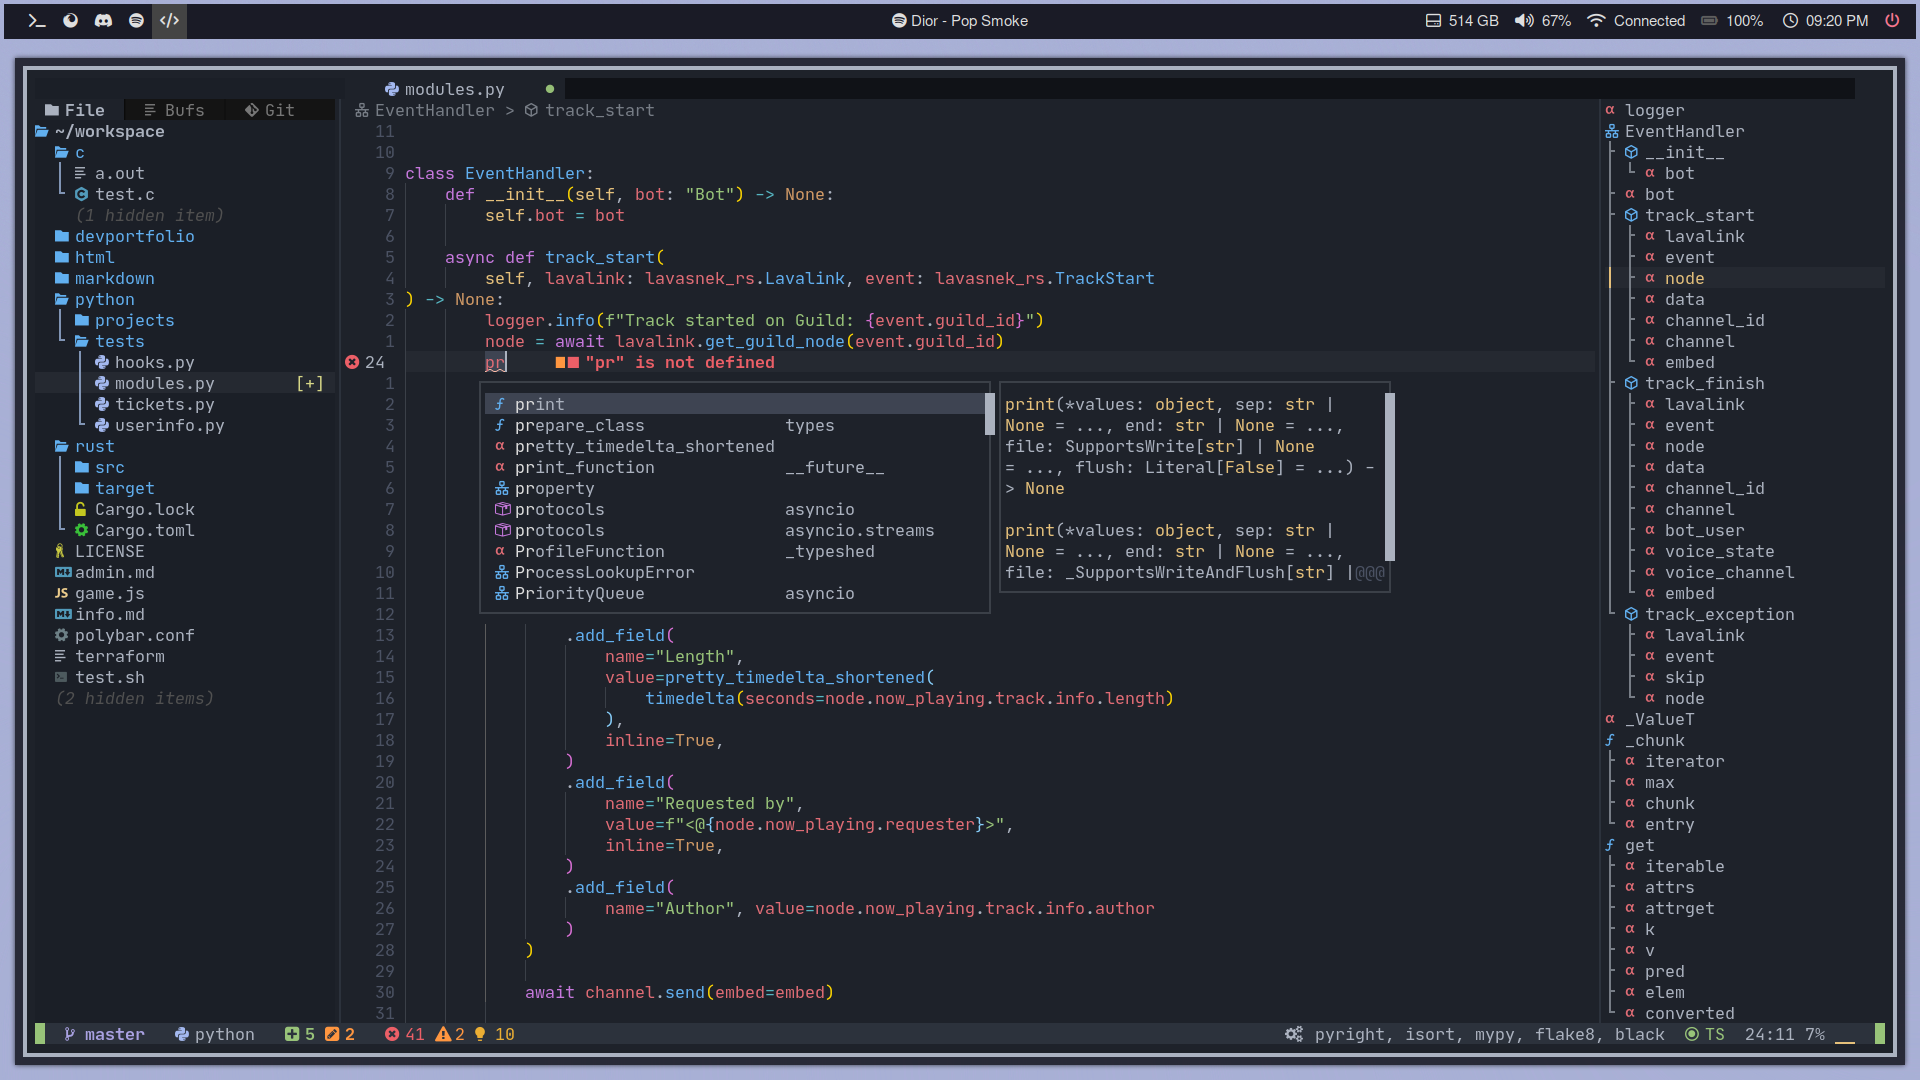 Dior - Pop Smoke
514 GB 67% Connected 100% 09:20 PM
modules.py
File Bufs Git
~/workspace
c
a.out
test.c
(1 hidden item)
devportfolio
html
markdown
python
projects
tests
hooks.py
modules.py [+]
tickets.py
userinfo.py
rust
src
target
Cargo.lock
Cargo.toml
LICENSE
admin.md
JS game.js
info.md
polybar.conf
terraform
test.sh
(2 hidden items)
EventHandler > track_start
11
10
9 class EventHandler:
8 def __init__(self, bot: "Bot") -> None:
7 self.bot = bot
6
5 async def track_start(
4 self, lavalink: lavasnek_rs.Lavalink, event: lavasnek_rs.TrackStart
3 ) -> None:
2 logger.info(f"Track started on Guild: {event.guild_id}")
1 node = await lavalink.get_guild_node(event.guild_id)
24 pr "pr" is not defined
1
2
3
4
5
6
7
8
9
10
11
12
ƒ print
ƒ prepare_class types
α pretty_timedelta_shortened
α print_function __future__
property
protocols asyncio
protocols asyncio.streams
α ProfileFunction _typeshed
ProcessLookupError
PriorityQueue asyncio
print(*values: object, sep: str |
None = ..., end: str | None = ...,
file: SupportsWrite[str] | None
= ..., flush: Literal[False] = ...) -
> None
print(*values: object, sep: str |
None = ..., end: str | None = ...,
file: _SupportsWriteAndFlush[str] |@@@
13 .add_field(
14 name="Length",
15 value=pretty_timedelta_shortened(
16 timedelta(seconds=node.now_playing.track.info.length)
17 ),
18 inline=True,
19 )
20 .add_field(
21 name="Requested by",
22 value=f"<@{node.now_playing.requester}>",
23 inline=True,
24 )
25 .add_field(
26 name="Author", value=node.now_playing.track.info.author
27 )
28 )
29
30 await channel.send(embed=embed)
31
α logger
EventHandler
__init__
α bot
α bot
track_start
α lavalink
α event
α node
α data
α channel_id
α channel
α embed
track_finish
α lavalink
α event
α node
α data
α channel_id
α channel
α bot_user
α voice_state
α voice_channel
α embed
track_exception
α lavalink
α event
α skip
α node
α _ValueT
ƒ _chunk
α iterator
α max
α chunk
α entry
ƒ get
α iterable
α attrs
α attrget
α k
α v
α pred
α elem
α converted
master python 5 2 41 2 10
pyright, isort, mypy, flake8, black TS 24:11 7% __